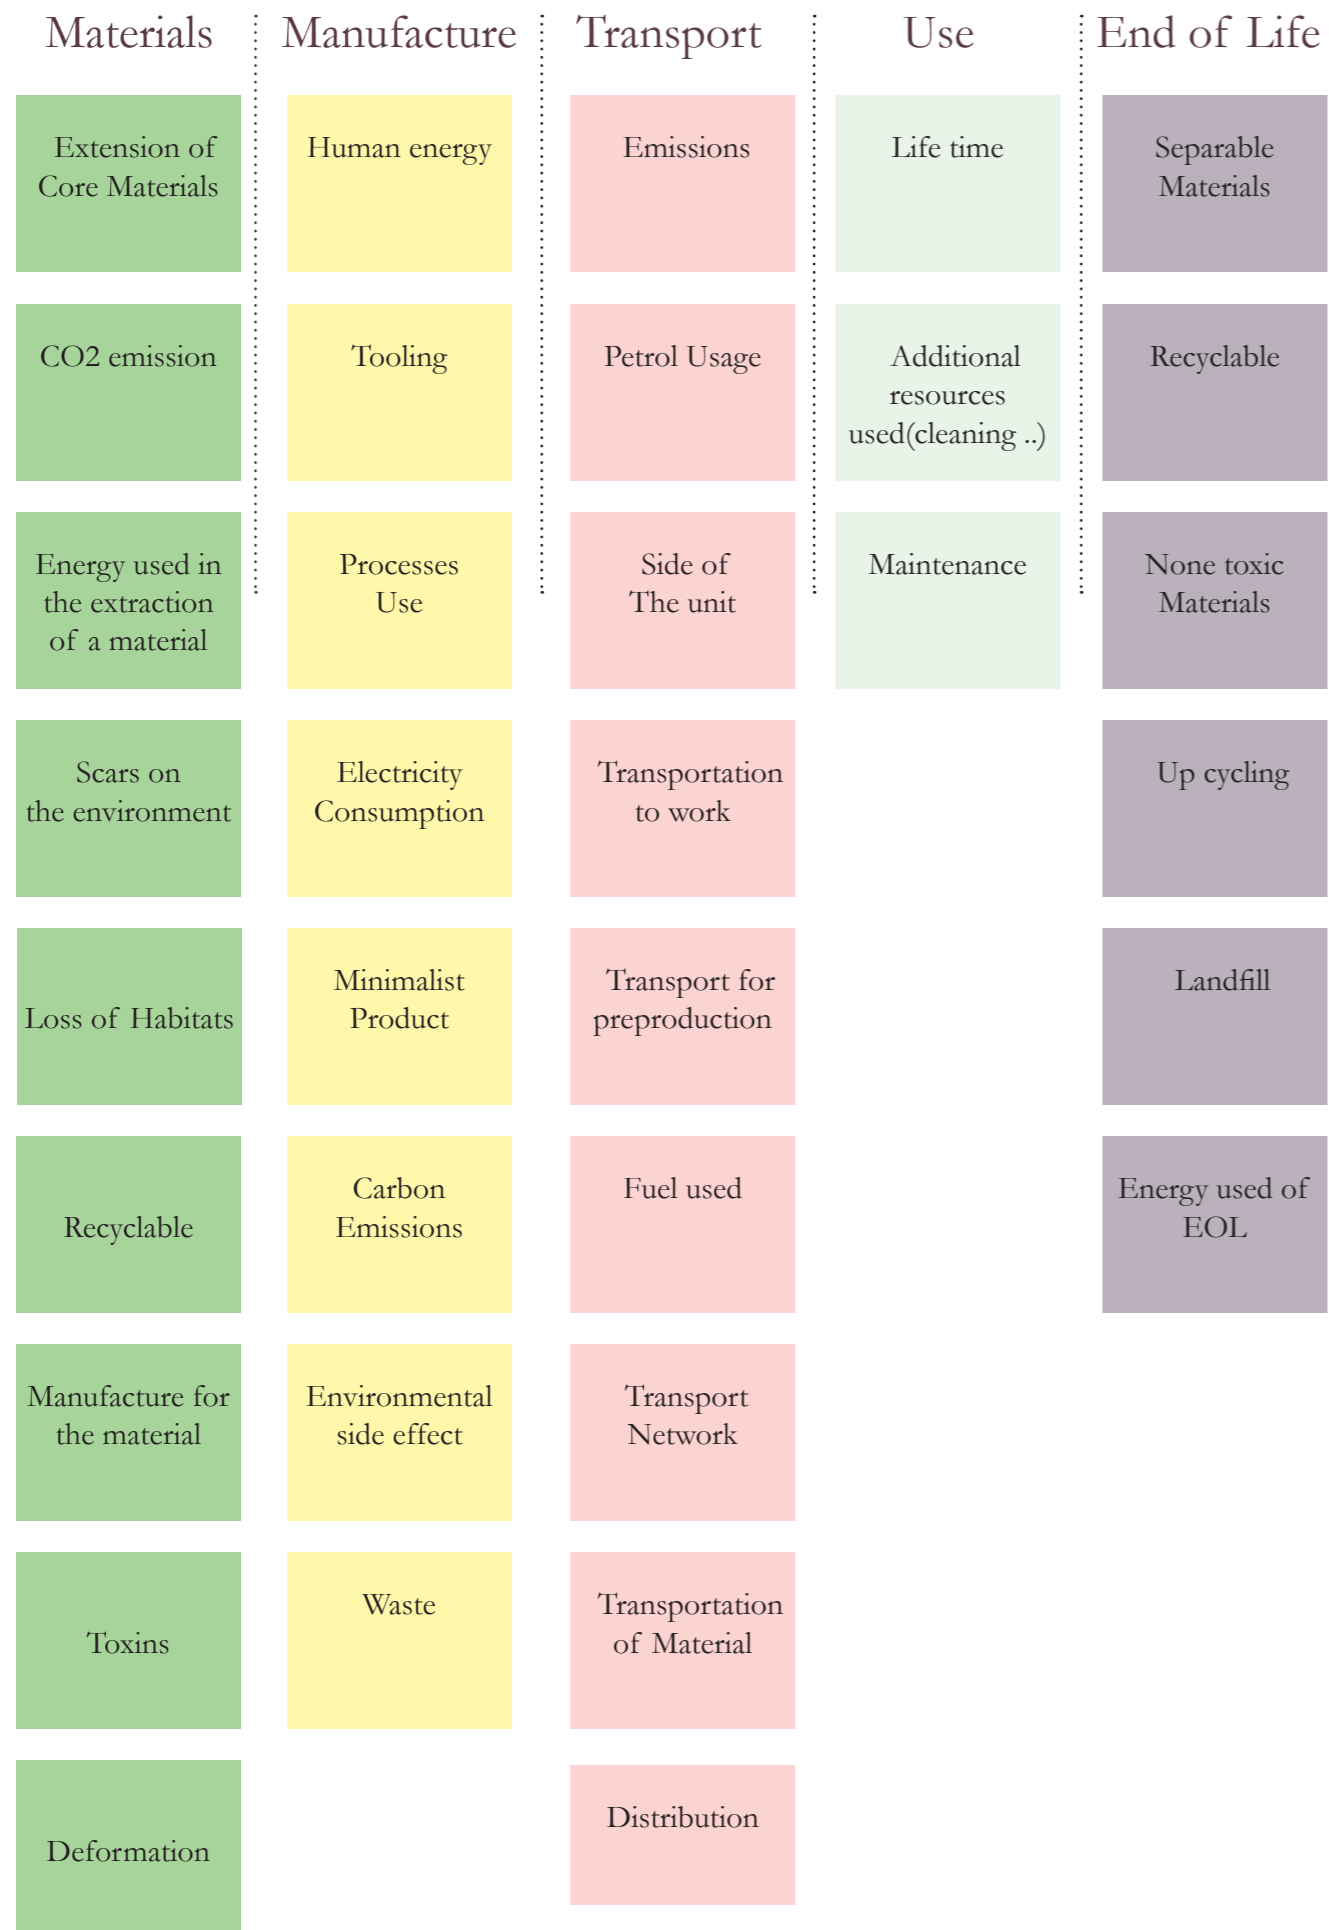 Materials
Manufacture
Transport
Use
End of Life
Extension of
Core Materials
CO2 emission
Energy used in
the extraction
of a material
Scars on
the environment
Loss of Habitats
Recyclable
Manufacture for
the material
Toxins
Deformation
Human energy
Tooling
Processes
Use
Electricity
Consumption
Minimalist
Product
Carbon
Emissions
Environmental
side effect
Waste
Emissions
Petrol Usage
Side of
The unit
Transportation
to work
Transport for
preproduction
Fuel used
Transport
Network
Transportation
of Material
Distribution
Life time
Additional
resources
used(cleaning ..)
Maintenance
Separable
Materials
Recyclable
None toxic
Materials
Up cycling
Landfill
Energy used of
EOL